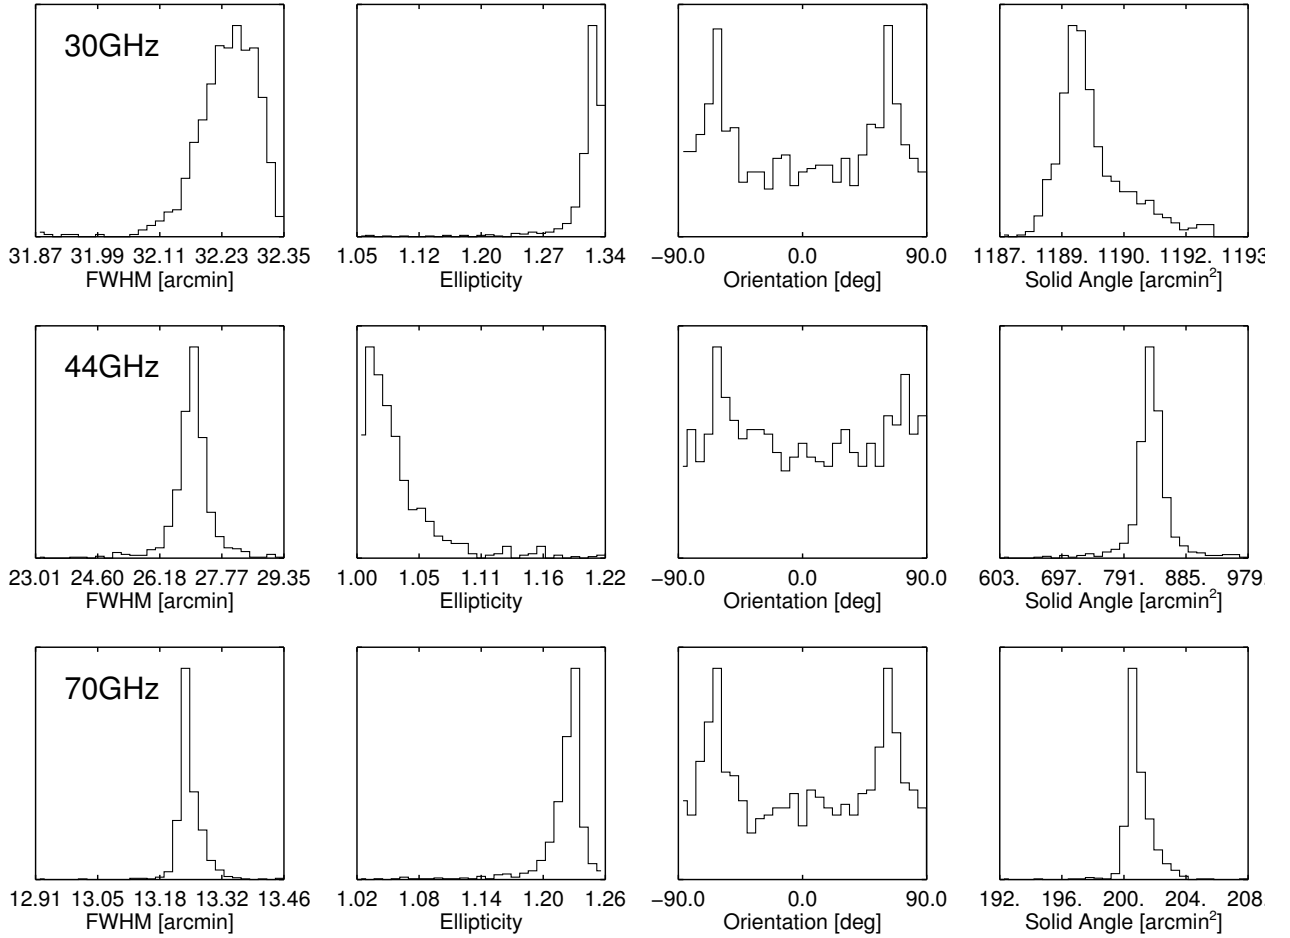 30GHz
31.87 31.99 32.11 32.23 32.35
FWHM [arcmin]
1.05 1.12 1.20 1.27 1.34
Ellipticity
−90.0 0.0 90.0
Orientation [deg]
1187. 1189. 1190. 1192. 1193
Solid Angle [arcmin²]
44GHz
23.01 24.60 26.18 27.77 29.35
FWHM [arcmin]
1.00 1.05 1.11 1.16 1.22
Ellipticity
−90.0 0.0 90.0
Orientation [deg]
603. 697. 791. 885. 979.
Solid Angle [arcmin²]
70GHz
12.91 13.05 13.18 13.32 13.46
FWHM [arcmin]
1.02 1.08 1.14 1.20 1.26
Ellipticity
−90.0 0.0 90.0
Orientation [deg]
192. 196. 200. 204. 208.
Solid Angle [arcmin²]